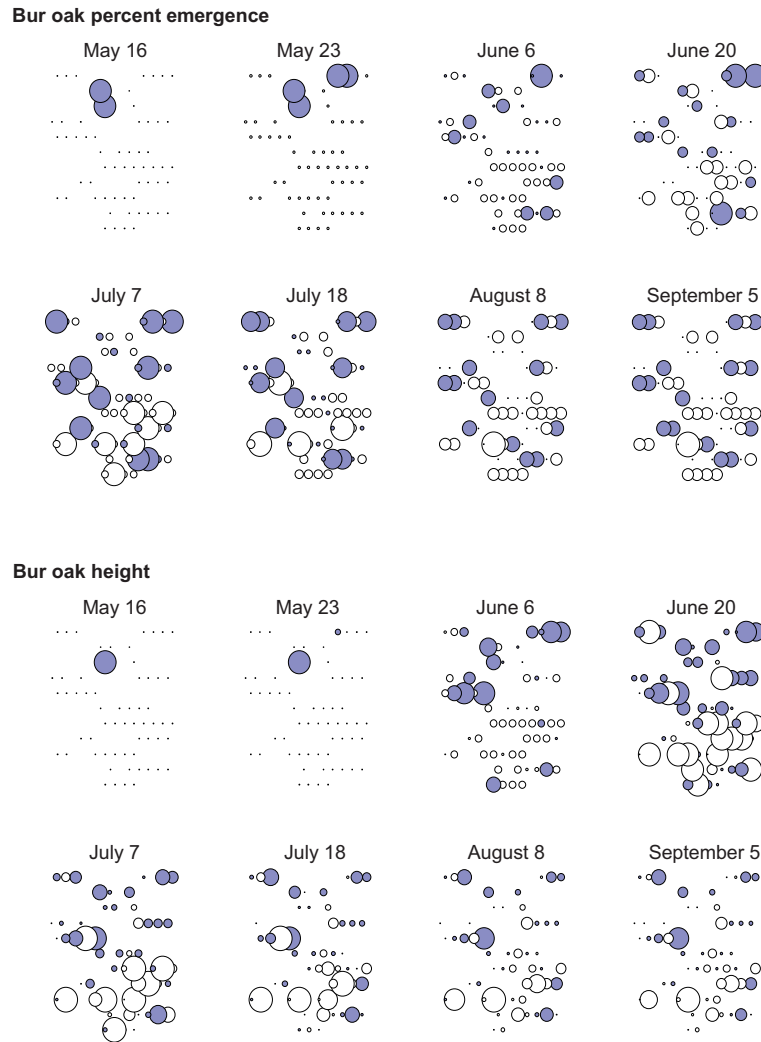 Bur oak percent emergence
May 16 May 23 June 6 June 20
July 7 July 18 August 8 September 5
Bur oak height
May 16 May 23 June 6 June 20
July 7 July 18 August 8 September 5